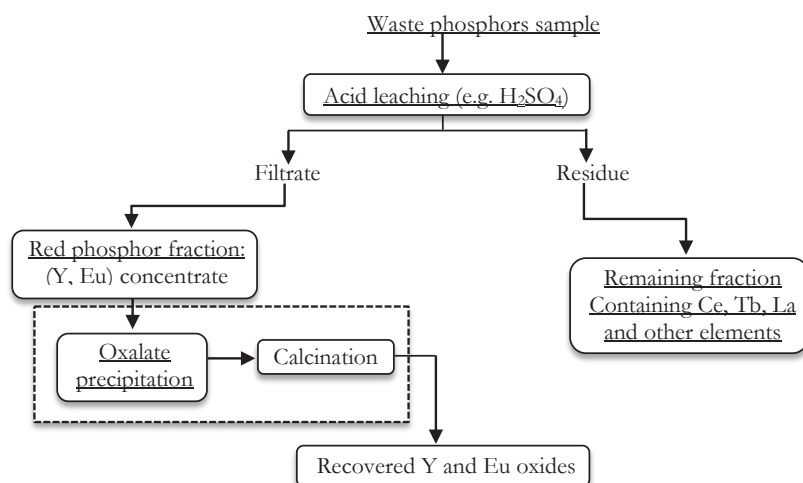 Waste phosphors sample
Acid leaching (e.g. H₂SO₄)
Filtrate
Residue
Red phosphor fraction:
(Y, Eu) concentrate
Remaining fraction
Containing Ce, Tb, La
and other elements
Oxalate
precipitation
Calcination
Recovered Y and Eu oxides